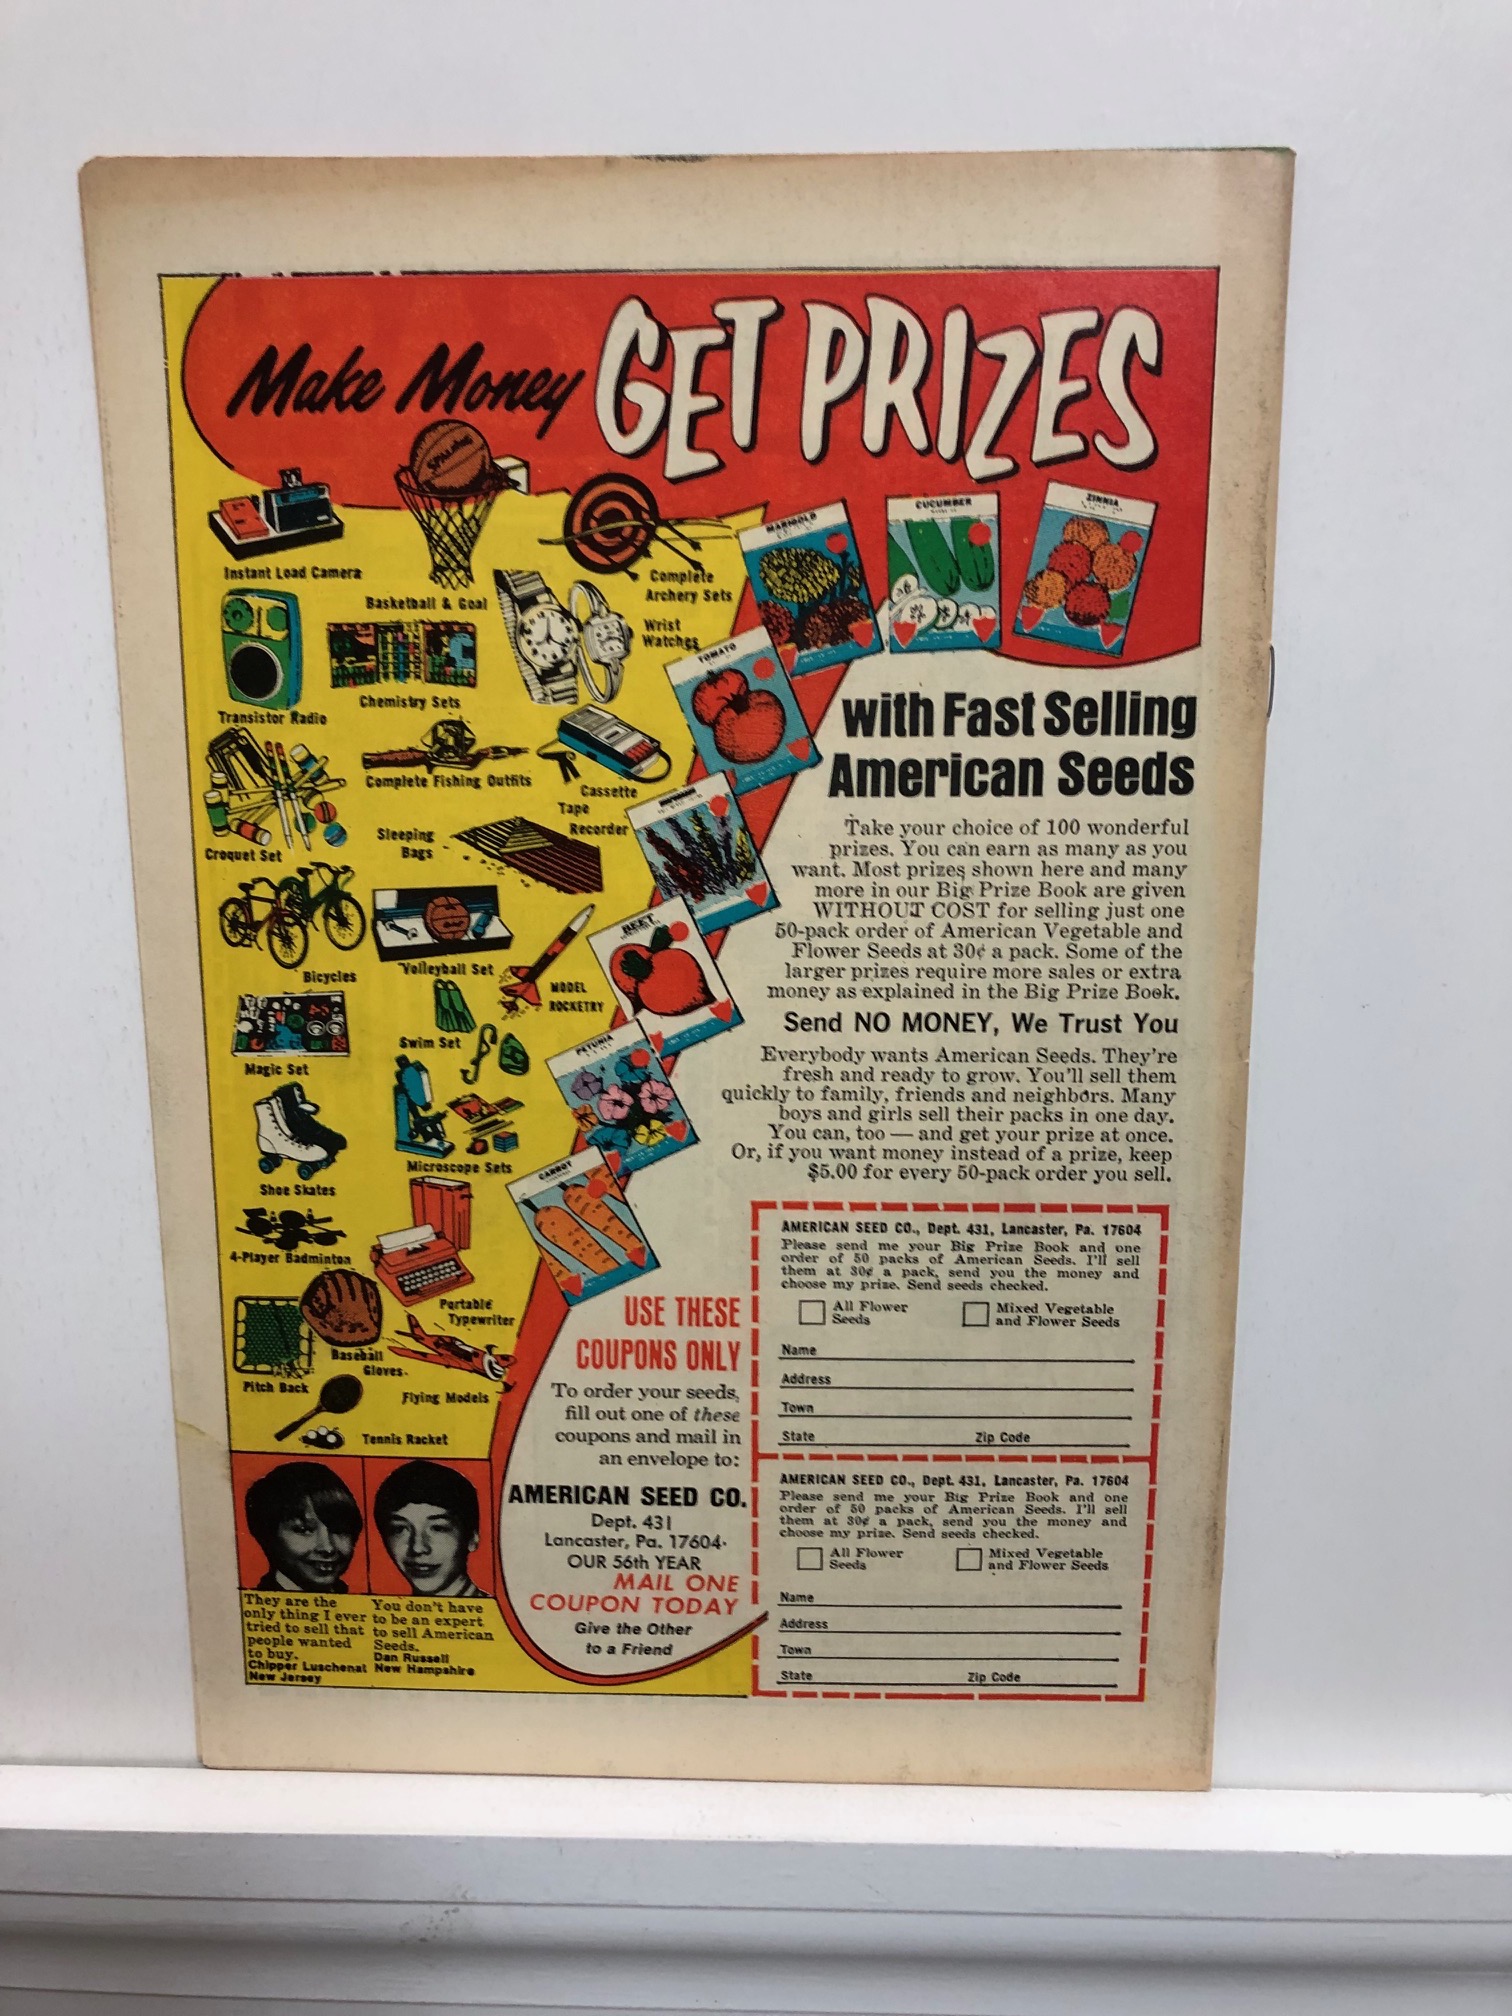 Make Money GET PRIZES
SPALDING
Instant Load Camera
Basketball & Goal
Complete
Archery Sets
Wrist
Watches
Transistor Radio
Chemistry Sets
Complete Fishing Outfits
Cassette
Tape
Recorder
Croquet Set
Sleeping
Bags
Bicycles
Volleyball Set
MODEL
ROCKETRY
Magic Set
Swim Set
Shoe Skates
Microscope Sets
4-Player Badminton
Portable
Typewriter
Baseball
Gloves
Pitch Back
Flying Models
Tennis Racket
MARIGOLD
CUCUMBER
ZINNIA
TOMATO
BEET
PETUNIA
CARROT
with Fast Selling
American Seeds
Take your choice of 100 wonderful
prizes. You can earn as many as you
want. Most prizes shown here and many
more in our Big Prize Book are given
WITHOUT COST for selling just one
50-pack order of American Vegetable and
Flower Seeds at 30¢ a pack. Some of the
larger prizes require more sales or extra
money as explained in the Big Prize Book.
Send NO MONEY, We Trust You
Everybody wants American Seeds. They're
fresh and ready to grow. You'll sell them
quickly to family, friends and neighbors. Many
boys and girls sell their packs in one day.
You can, too — and get your prize at once.
Or, if you want money instead of a prize, keep
$5.00 for every 50-pack order you sell.
USE THESE
COUPONS ONLY
To order your seeds,
fill out one of these
coupons and mail in
an envelope to:
AMERICAN SEED CO.
Dept. 431
Lancaster, Pa. 17604
OUR 56th YEAR
MAIL ONE
COUPON TODAY
Give the Other
to a Friend
AMERICAN SEED CO., Dept. 431, Lancaster, Pa. 17604
Please send me your Big Prize Book and one
order of 50 packs of American Seeds. I'll sell
them at 30¢ a pack, send you the money and
choose my prize. Send seeds checked.
All Flower
Seeds
Mixed Vegetable
and Flower Seeds
Name
Address
Town
State Zip Code
AMERICAN SEED CO., Dept. 431, Lancaster, Pa. 17604
Please send me your Big Prize Book and one
order of 50 packs of American Seeds. I'll sell
them at 30¢ a pack, send you the money and
choose my prize. Send seeds checked.
All Flower
Seeds
Mixed Vegetable
and Flower Seeds
Name
Address
Town
State Zip Code
They are the
only thing I ever
tried to sell that
people wanted
to buy.
Chipper Luschenat
New Jersey
You don't have
to be an expert
to sell American
Seeds.
Dan Russell
New Hampshire